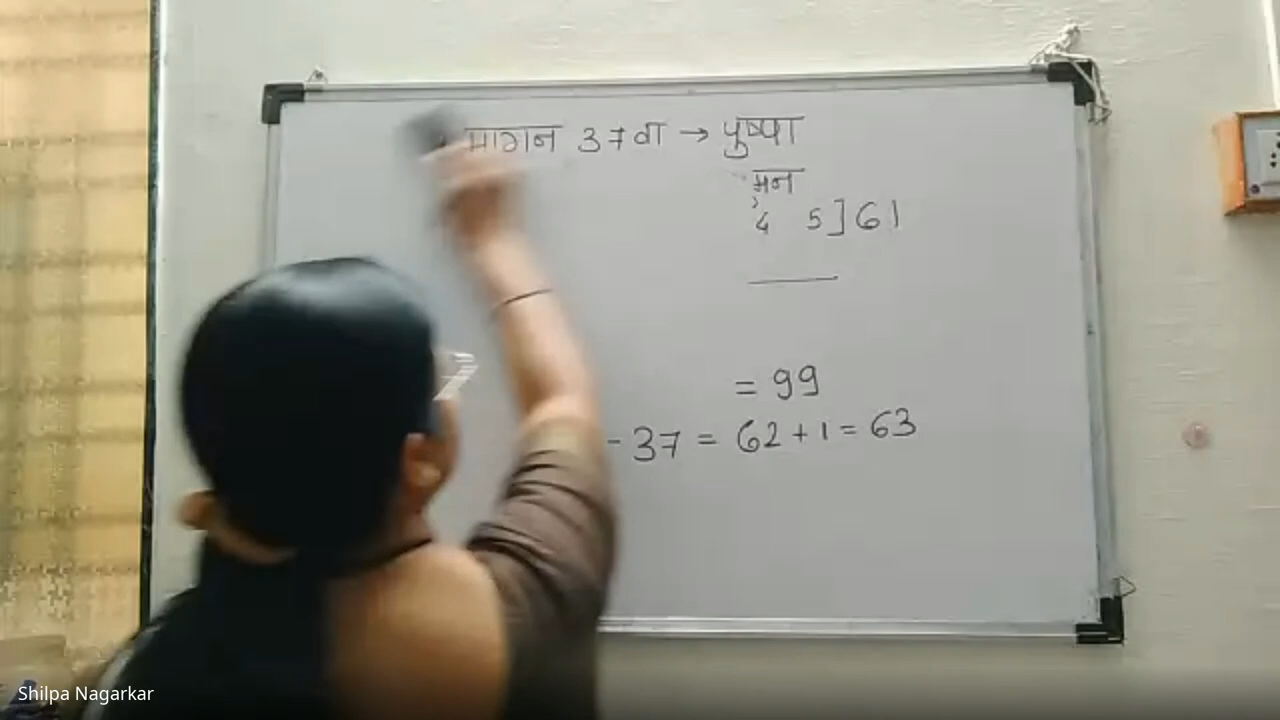 मागन 37वा → पुष्पा
मन
4 5]61
= 99
- 37 = 62+1 = 63
Shilpa Nagarkar